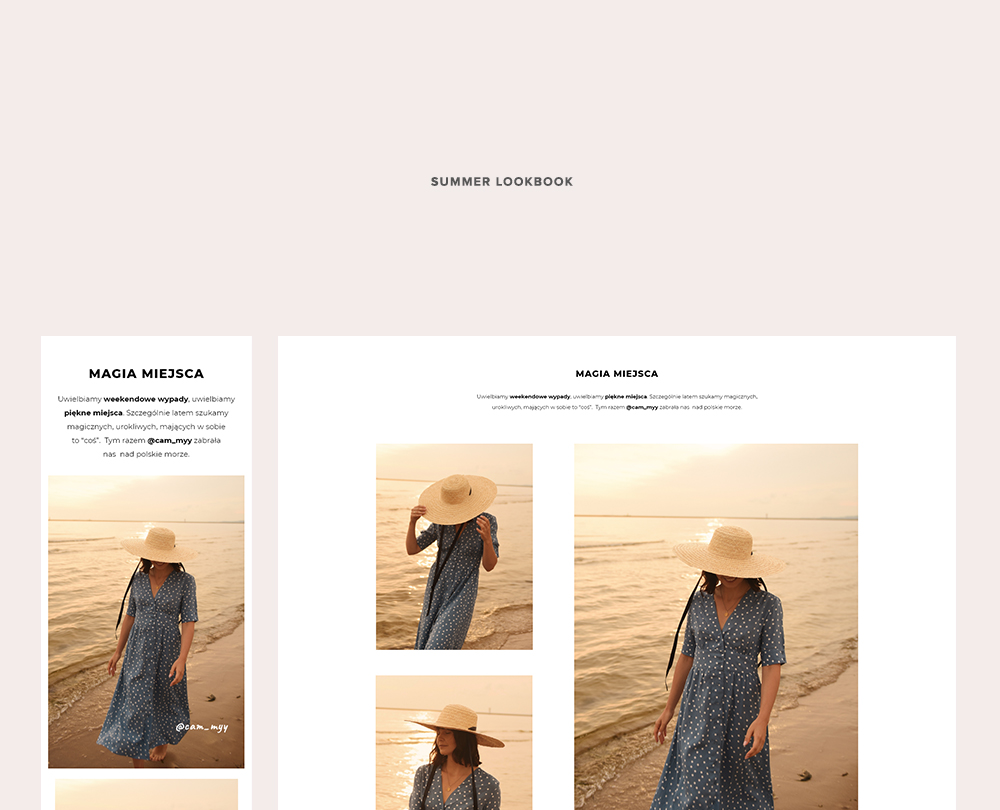 SUMMER LOOKBOOK
MAGIA MIEJSCA
Uwielbiamy weekendowe wypady, uwielbiamy
piękne miejsca. Szczególnie latem szukamy
magicznych, urokliwych, mających w sobie
to "coś". Tym razem @cam_myy zabrała
nas nad polskie morze.
@cam_myy
MAGIA MIEJSCA
Uwielbiamy weekendowe wypady, uwielbiamy piękne miejsca. Szczególnie latem szukamy magicznych,
urokliwych, mających w sobie to "coś". Tym razem @cam_myy zabrała nas nad polskie morze.